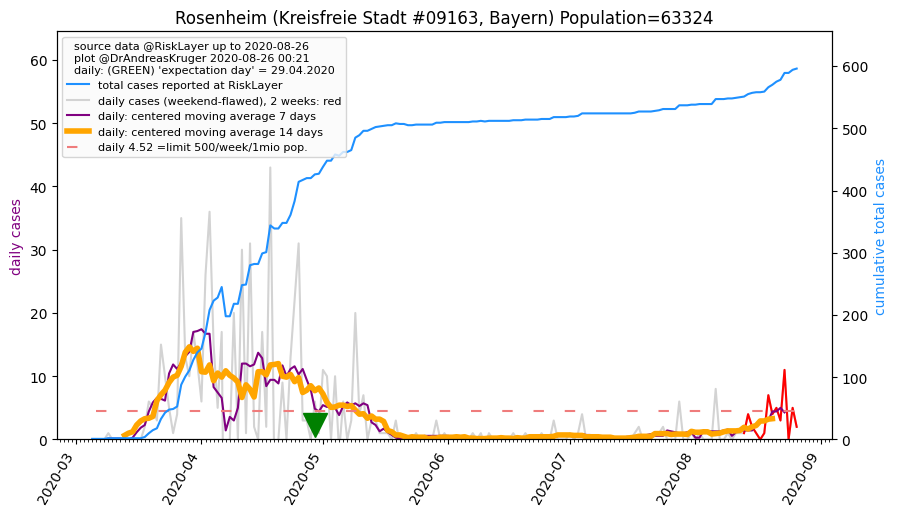 Rosenheim (Kreisfreie Stadt #09163, Bayern) Population=63324
source data @RiskLayer up to 2020-08-26
plot @DrAndreasKruger 2020-08-26 00:21
daily: (GREEN) 'expectation day' = 29.04.2020
total cases reported at RiskLayer
daily cases (weekend-flawed), 2 weeks: red
daily: centered moving average 7 days
daily: centered moving average 14 days
daily 4.52 =limit 500/week/1mio pop.
daily cases
60
50
40
30
20
10
0
cumulative total cases
600
500
400
300
200
100
0
2020-03
2020-04
2020-05
2020-06
2020-07
2020-08
2020-09